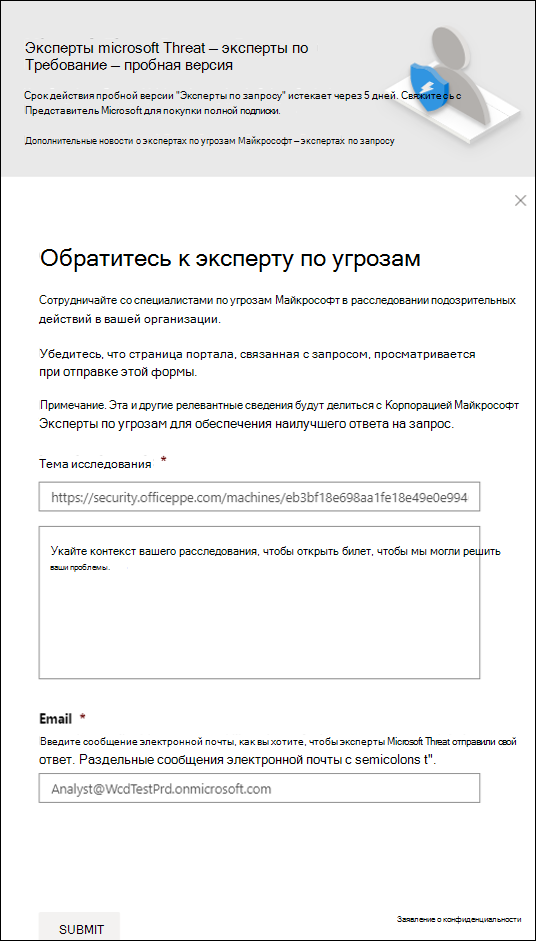 Эксперты microsoft Threat — эксперты по
Требование — пробная версия
Срок действия пробной версии "Эксперты по запросу" истекает через 5 дней. Свяжитесь с
Представитель Microsoft для покупки полной подписки.
Дополнительные новости о экспертах по угрозам Майкрософт – экспертах по запросу
Обратитесь к эксперту по угрозам
Сотрудничайте со специалистами по угрозам Майкрософт в расследовании подозрительных
действий в вашей организации.
Убедитесь, что страница портала, связанная с запросом, просматривается
при отправке этой формы.
Примечание. Эта и другие релевантные сведения будут делиться с Корпорацией Майкрософт
Эксперты по угрозам для обеспечения наилучшего ответа на запрос.
Тема исследования *
https://security.officeppe.com/machines/eb3bf18e698aa1fe18e49e0e994
Укайте контекст вашего расследования, чтобы открыть билет, чтобы мы могли решить
ваши проблемы.
Email *
Введите сообщение электронной почты, как вы хотите, чтобы эксперты Microsoft Threat отправили свой
ответ. Раздельные сообщения электронной почты с semicolons t".
Analyst@WcdTestPrd.onmicrosoft.com
Заявление о конфиденциальности
SUBMIT